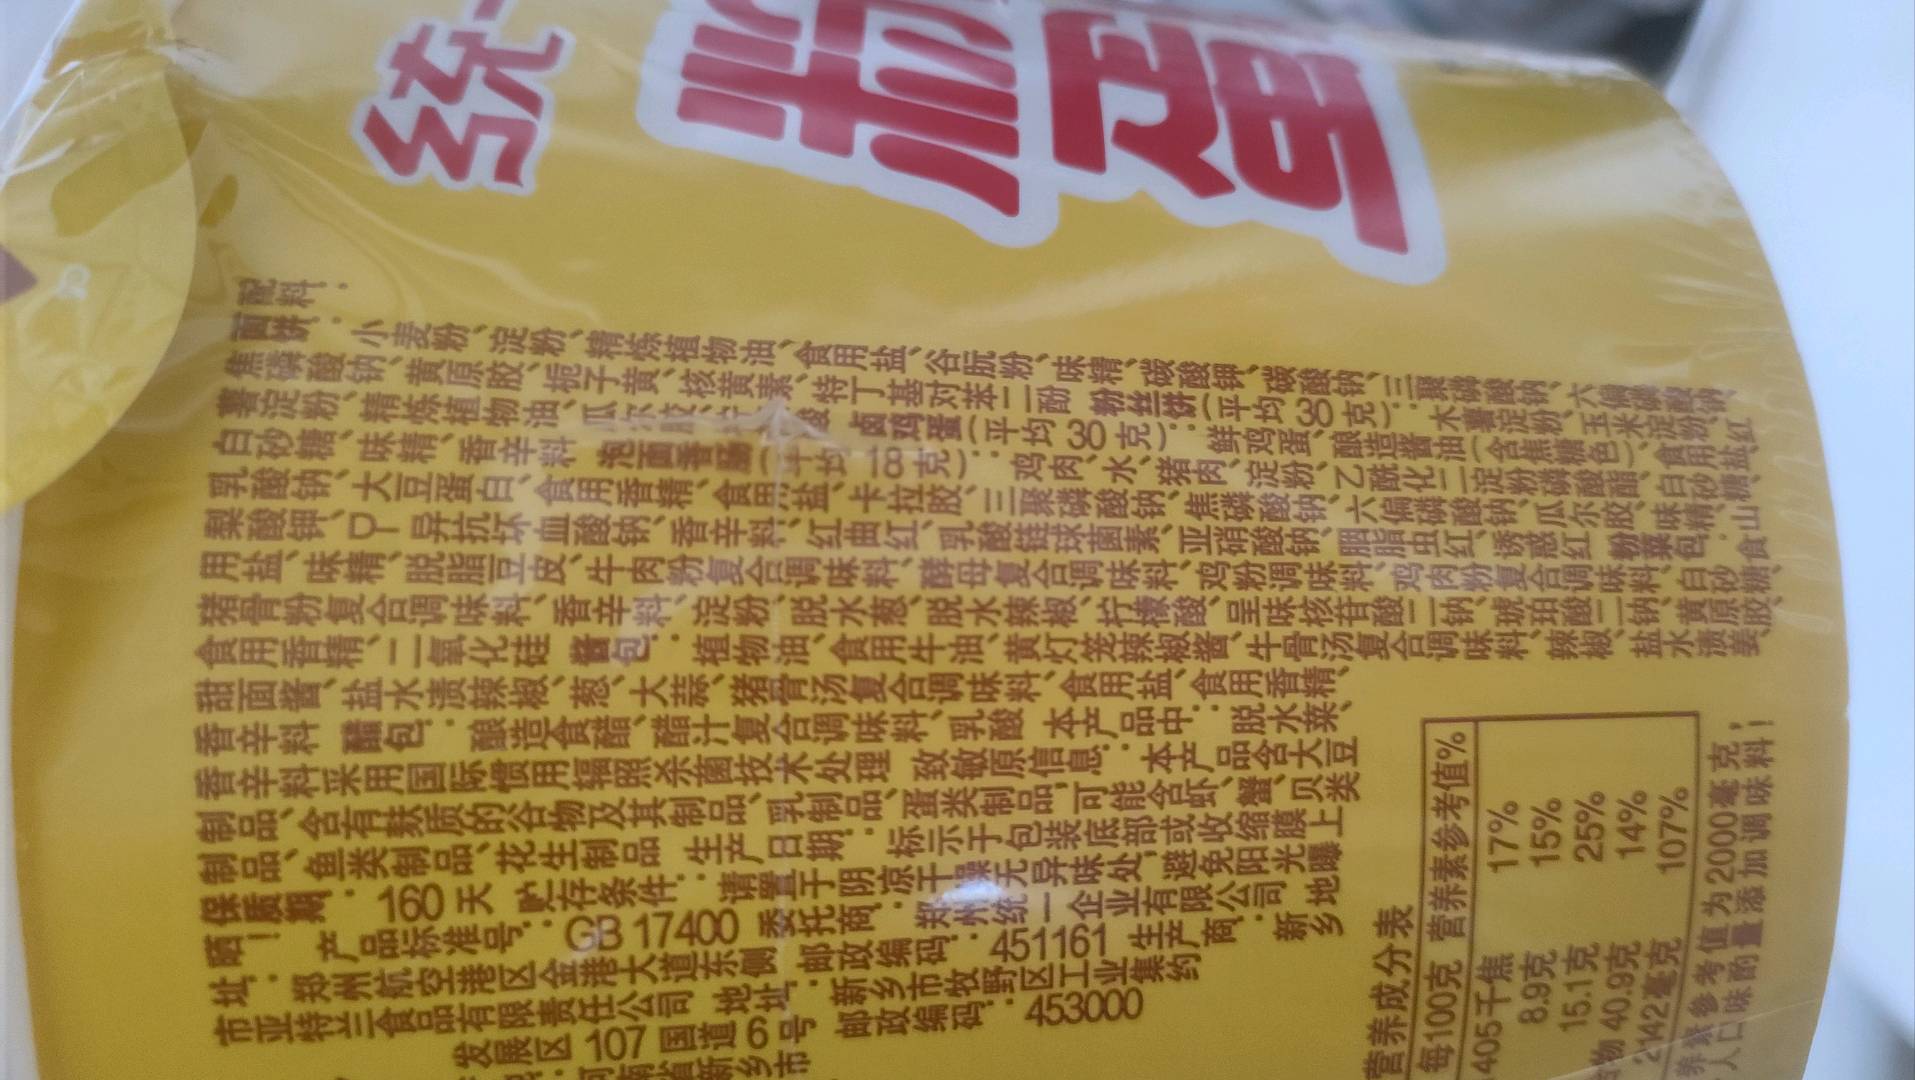 统一
配料:
面饼:小麦粉、淀粉、精炼植物油、食用盐、谷朊粉、味精、碳酸钾、碳酸钠、三聚磷酸钠、六偏磷酸钠、
焦磷酸钠、黄原胶、栀子黄、核黄素、特丁基对苯二酚 粉丝饼(平均30克):木薯淀粉、玉米淀粉、
薯淀粉、精炼植物油、瓜尔胶、 卤鸡蛋(平均30克):鲜鸡蛋、酿造酱油(含焦糖色)、食用盐、
白砂糖、味精、香辛料 泡面香肠(平均18克):鸡肉、水、猪肉、淀粉、乙酰化二淀粉磷酸酯、白砂糖、
乳酸钠、大豆蛋白、食用香精、食用盐、卡拉胶、三聚磷酸钠、焦磷酸钠、六偏磷酸钠、瓜尔胶、味精、山
梨酸钾、D-异抗坏血酸钠、香辛料、红曲红、乳酸链球菌素、亚硝酸钠、胭脂虫红、诱惑红 粉菜包:食
用盐、味精、脱脂豆皮、牛肉粉复合调味料、酵母复合调味料、鸡粉调味料、鸡肉粉复合调味料、白砂糖、
猪骨粉复合调味料、香辛料、淀粉、脱水葱、脱水辣椒、柠檬酸、呈味核苷酸二钠、琥珀酸二钠、黄原胶、
食用香精、二氧化硅 酱包:植物油、食用牛油、黄灯笼辣椒酱、牛骨汤复合调味料、辣椒、盐水渍姜、
甜面酱、盐水渍辣椒、葱、大蒜、猪骨汤复合调味料、食用盐、食用香精、
香辛料 醋包:酿造食醋、醋汁复合调味料、乳酸 本产品中:脱水菜、
香辛料采用国际惯用辐照杀菌技术处理 致敏原信息:本产品含大豆
制品、含有麸质的谷物及其制品、乳制品、蛋类制品,可能含虾、蟹、贝类
制品、鱼类制品、花生制品 生产日期:标示于包装底部或收缩膜上
保质期:180天 贮存条件:请置于阴凉干燥无异味处,避免阳光曝
晒! 产品标准号:GB 17400 委托商:郑州统一企业有限公司 地
址:郑州航空港区金港大道东侧 邮政编码:451161 生产商:新乡
市亚特兰食品有限责任公司 地址:新乡市牧野区工业集约
发展区107国道6号 邮政编码:453000
河南省新乡市
营养成分表
每100克 营养素参考值%
1405千焦 17%
8.9克 15%
15.1克 25%
物 40.9克 14%
2142毫克 107%
养素参考值为2000毫克,
人口味酌量添加调味料!